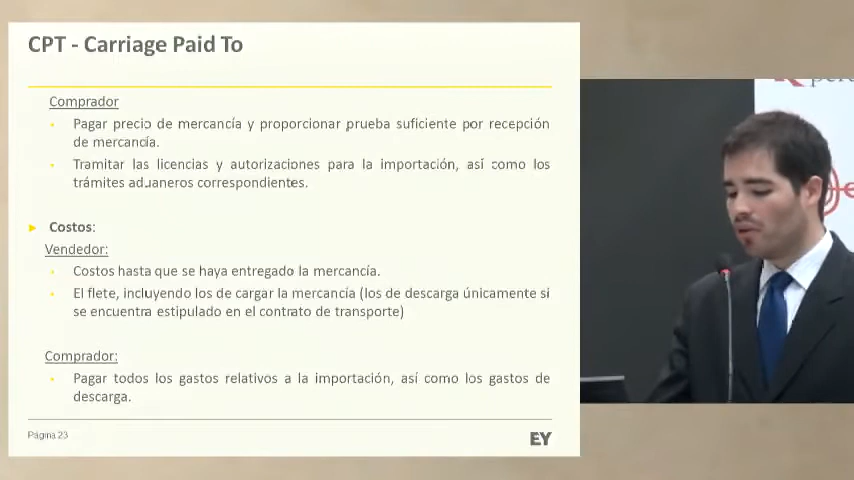 CPT - Carriage Paid To
Comprador
Pagar precio de mercancía y proporcionar prueba suficiente por recepción
de mercancía.
Tramitar las licencias y autorizaciones para la importación, así como los
trámites aduaneros correspondientes.
Costos:
Vendedor:
Costos hasta que se haya entregado la mercancía.
El flete, incluyendo los de cargar la mercancía (los de descarga únicamente si
se encuentra estipulado en el contrato de transporte)
Comprador:
Pagar todos los gastos relativos a la importación, así como los gastos de
descarga.
Página 23
EY